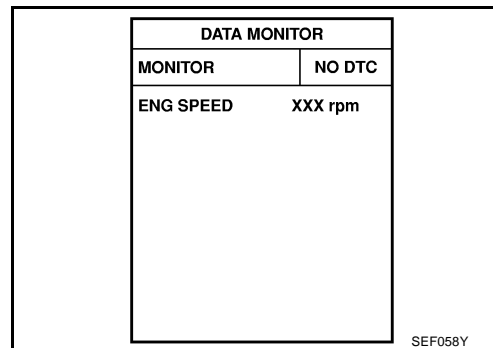 DATA MONITOR
MONITOR NO DTC
ENG SPEED XXX rpm
SEF058Y